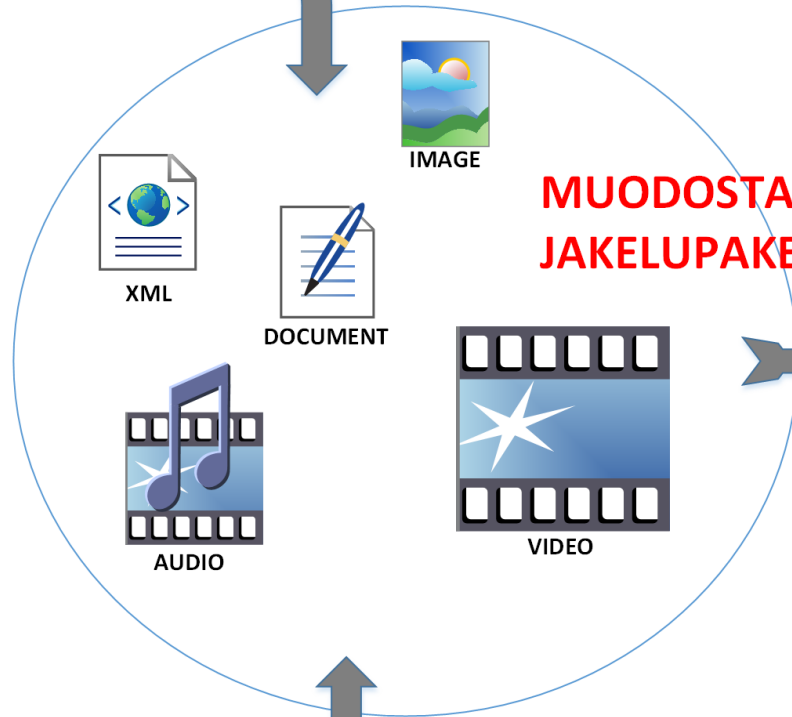 IMAGE
MUODOSTA
JAKELUPAKE
XML
DOCUMENT
AUDIO
VIDEO